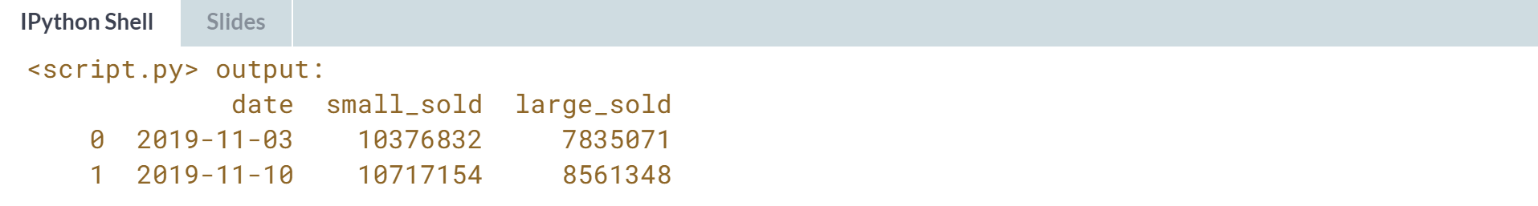 IPython Shell Slides
<script.py> output:
date small_sold large_sold
0 2019-11-03 10376832 7835071
1 2019-11-10 10717154 8561348